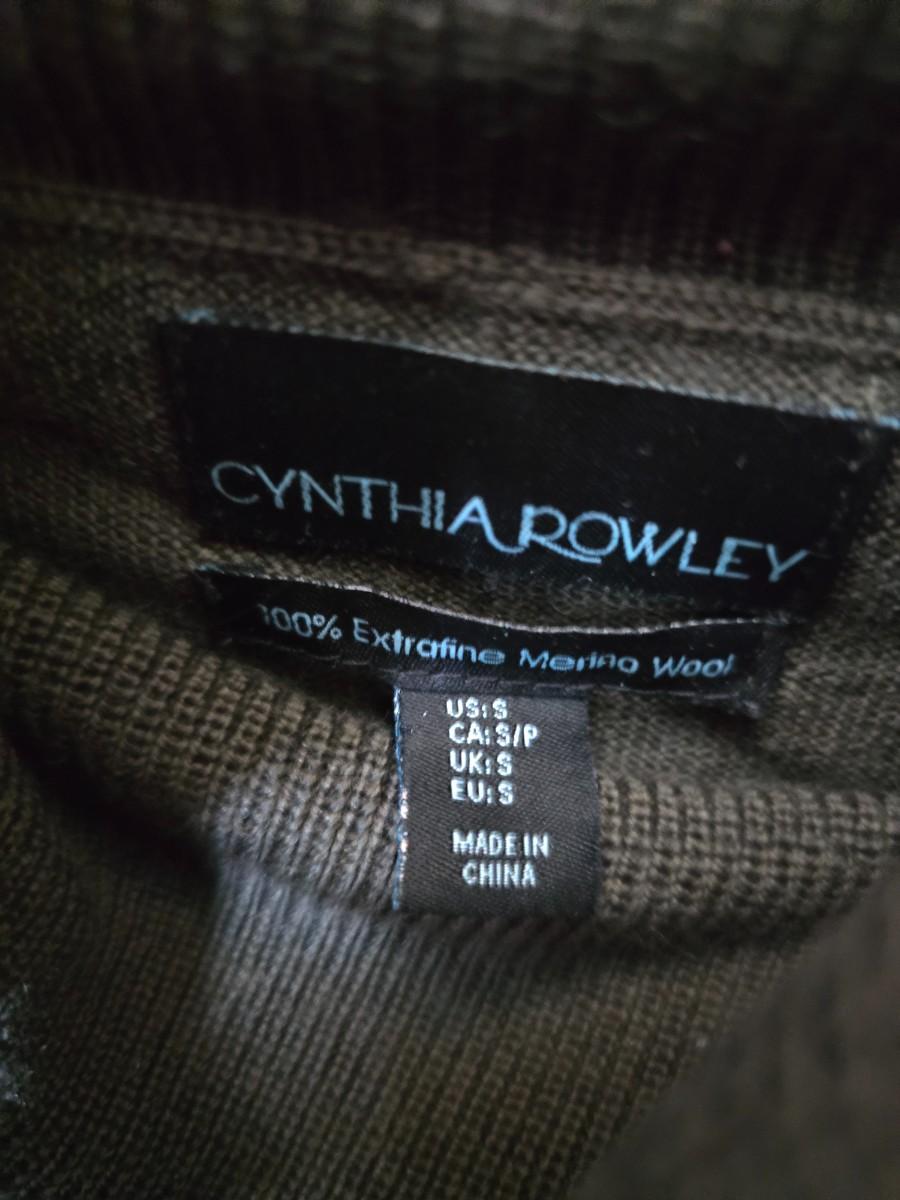 CYNTHIA ROWLEY
100% Extrafine Merino Wool
US: S
CA: S/P
UK: S
EU: S
MADE IN
CHINA